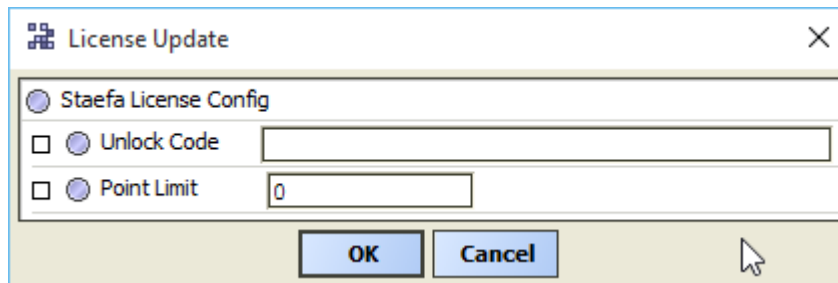 License Update
Staefa License Config
Unlock Code
Point Limit 0
OK Cancel